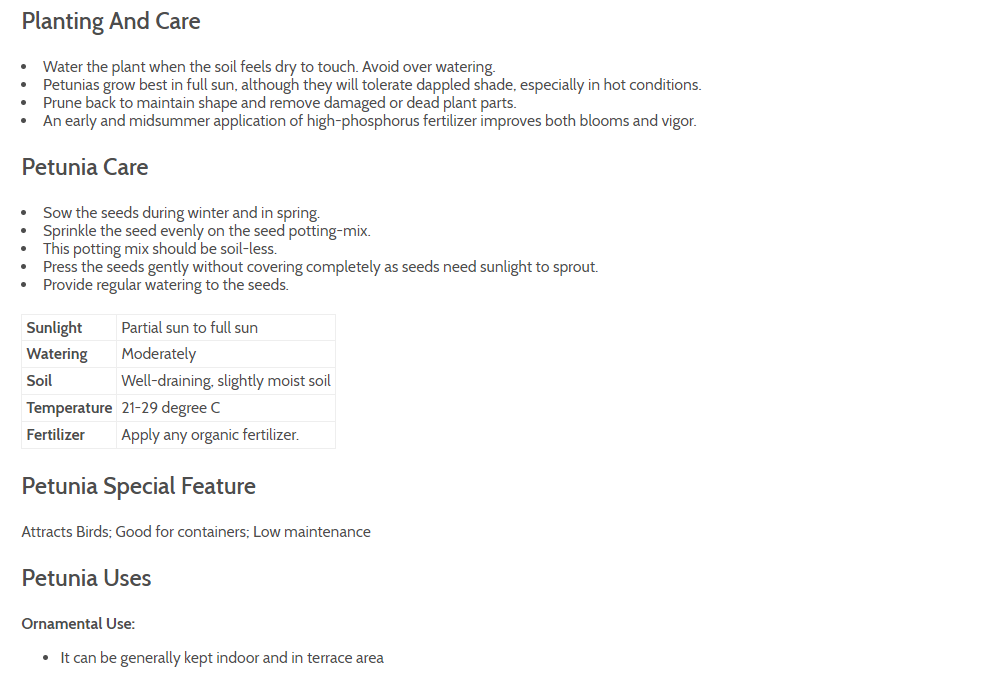 Planting And Care
Water the plant when the soil feels dry to touch. Avoid over watering.
Petunias grow best in full sun, although they will tolerate dappled shade, especially in hot conditions.
Prune back to maintain shape and remove damaged or dead plant parts.
An early and midsummer application of high-phosphorus fertilizer improves both blooms and vigor.
Petunia Care
Sow the seeds during winter and in spring.
Sprinkle the seed evenly on the seed potting-mix.
This potting mix should be soil-less.
Press the seeds gently without covering completely as seeds need sunlight to sprout.
Provide regular watering to the seeds.
Sunlight Partial sun to full sun
Watering Moderately
Soil Well-draining, slightly moist soil
Temperature 21-29 degree C
Fertilizer Apply any organic fertilizer.
Petunia Special Feature
Attracts Birds; Good for containers; Low maintenance
Petunia Uses
Ornamental Use:
It can be generally kept indoor and in terrace area